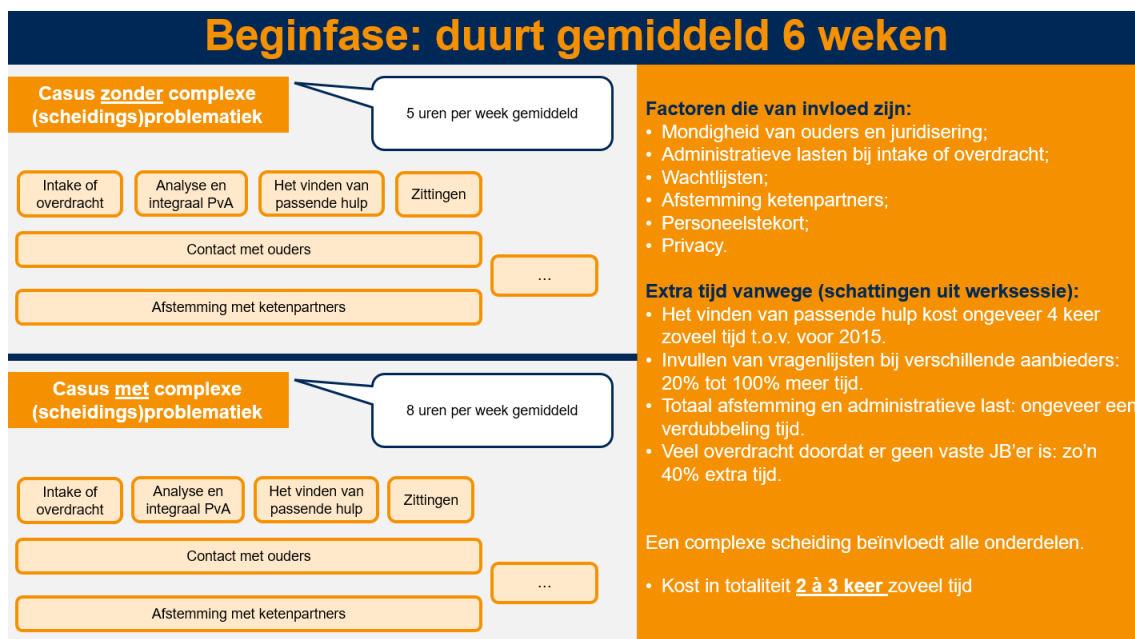 Beginfase: duurt gemiddeld 6 weken
Casus zonder complexe
(scheidings)problematiek
5 uren per week gemiddeld
Intake of
overdracht
Analyse en
integraal PvA
Het vinden van
passende hulp
Zittingen
Contact met ouders
...
Afstemming met ketenpartners
Casus met complexe
(scheidings)problematiek
8 uren per week gemiddeld
Intake of
overdracht
Analyse en
integraal PvA
Het vinden van
passende hulp
Zittingen
Contact met ouders
...
Afstemming met ketenpartners
Factoren die van invloed zijn:
• Mondigheid van ouders en juridisering;
• Administratieve lasten bij intake of overdracht;
• Wachtlijsten;
• Afstemming ketenpartners;
• Personeelstekort;
• Privacy.
Extra tijd vanwege (schattingen uit werksessie):
• Het vinden van passende hulp kost ongeveer 4 keer
zoveel tijd t.o.v. voor 2015.
• Invullen van vragenlijsten bij verschillende aanbieders:
20% tot 100% meer tijd.
• Totaal afstemming en administratieve last: ongeveer een
verdubbeling tijd.
• Veel overdracht doordat er geen vaste JB'er is: zo'n
40% extra tijd.
Een complexe scheiding beïnvloedt alle onderdelen.
• Kost in totaliteit 2 à 3 keer zoveel tijd